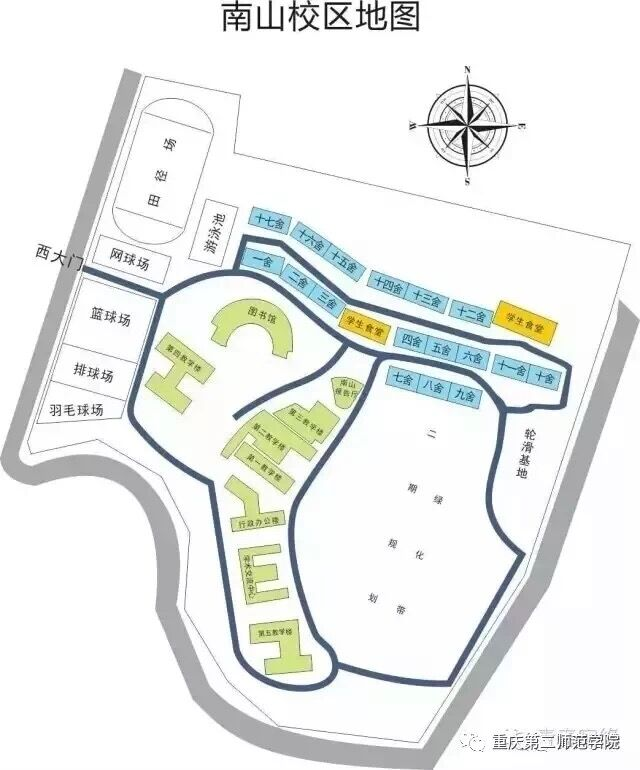 南山校区地图
N
W
E
S
田径场
游泳池
网球场
西大门
篮球场
排球场
羽毛球场
十七舍
十六舍
十五舍
十四舍
十三舍
十二舍
学生食堂
一舍
二舍
三舍
学生食堂
四舍
五舍
六舍
十一舍
十舍
七舍
八舍
九舍
图书馆
第四教学楼
南山
报告厅
第三教学楼
第二教学楼
第一教学楼
行政办公楼
学术交流中心
第五教学楼
轮滑基地
二期规划
绿化带
重庆第二师范学院